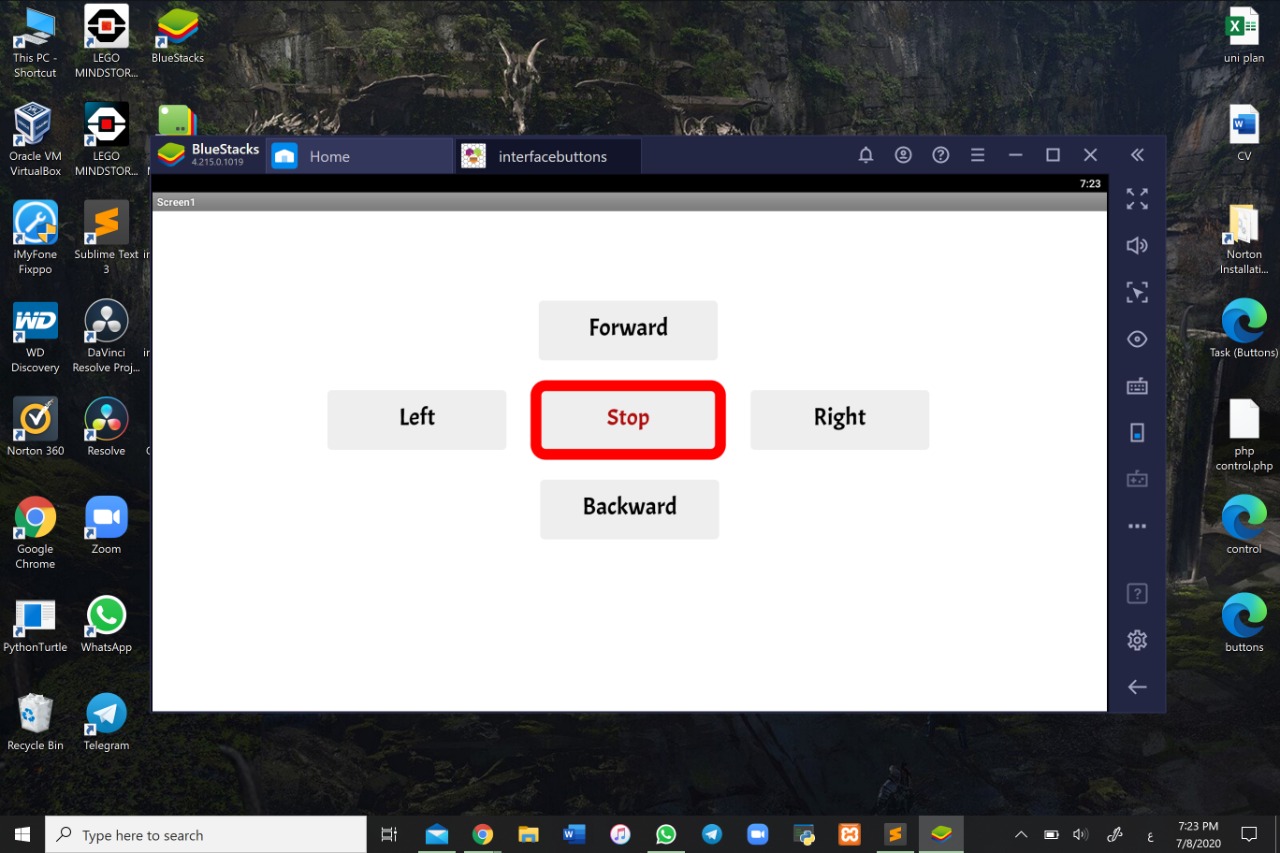 This PC -
Shortcut
LEGO
MINDSTOR...
BlueStacks
uni plan
Oracle VM
VirtualBox
LEGO
MINDSTOR...
CV
BlueStacks
4.215.0.1019
Home
interfacebuttons
7:23
Screen1
iMyFone
Fixppo
Sublime Text
3
Norton
Installati...
Forward
WD
WD
Discovery
DaVinci
Resolve Proj...
Task (Buttons)
Left
Stop
Right
Norton 360
Resolve
php
control.php
Backward
Google
Chrome
Zoom
control
PythonTurtle
WhatsApp
buttons
Recycle Bin
Telegram
Type here to search
ع
7:23 PM
7/8/2020